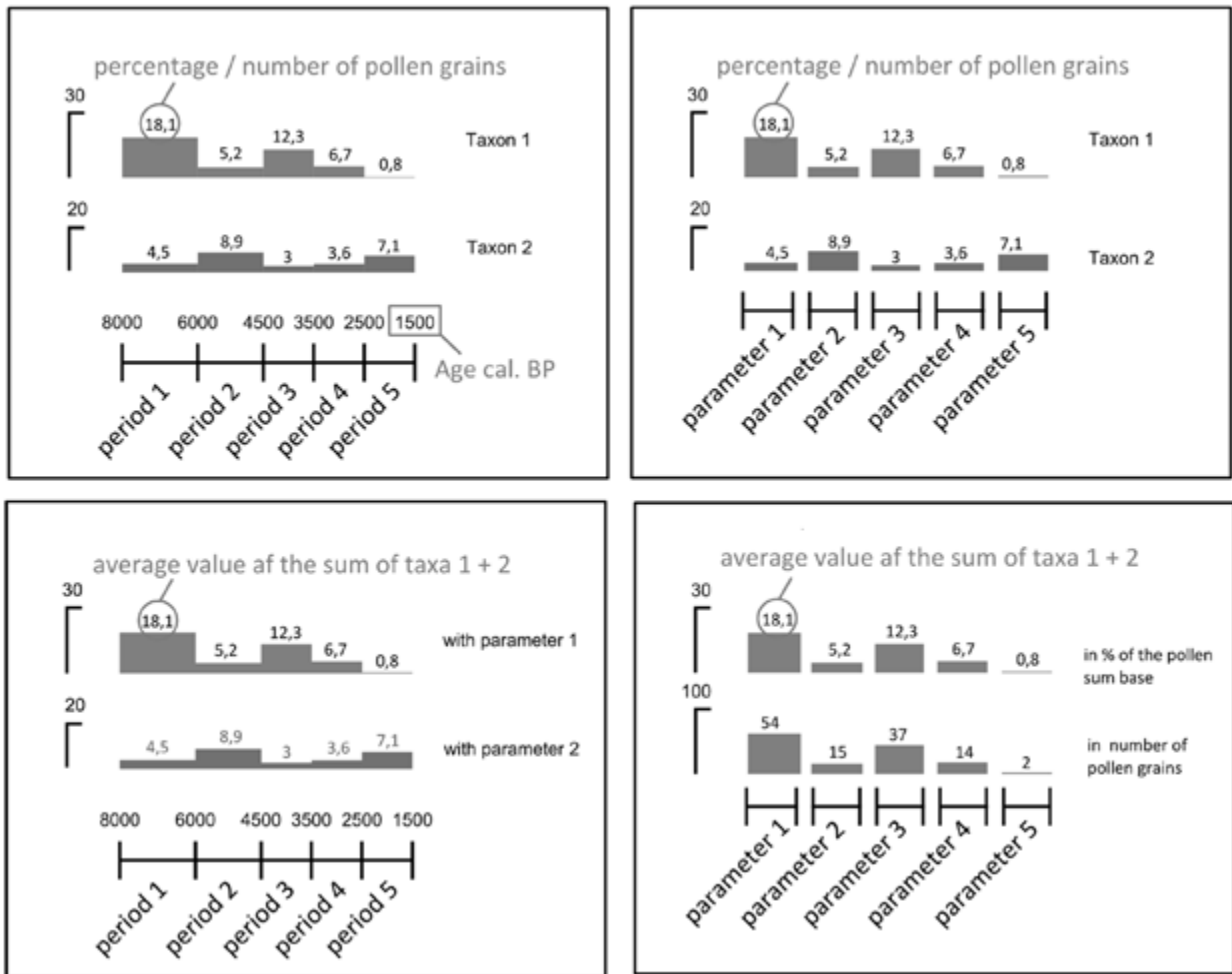 percentage / number of pollen grains
30
18,1
5,2
12,3
6,7
0,8
Taxon 1
20
4,5
8,9
3
3,6
7,1
Taxon 2
8000 6000 4500 3500 2500 1500
Age cal. BP
period 1
period 2
period 3
period 4
period 5
percentage / number of pollen grains
30
18,1
5,2
12,3
6,7
0,8
Taxon 1
20
4,5
8,9
3
3,6
7,1
Taxon 2
parameter 1
parameter 2
parameter 3
parameter 4
parameter 5
average value af the sum of taxa 1 + 2
30
18,1
5,2
12,3
6,7
0,8
with parameter 1
20
4,5
8,9
3
3,6
7,1
with parameter 2
8000 6000 4500 3500 2500 1500
period 1
period 2
period 3
period 4
period 5
average value af the sum of taxa 1 + 2
30
18,1
5,2
12,3
6,7
0,8
in % of the pollen
sum base
100
54
15
37
14
2
in number of
pollen grains
parameter 1
parameter 2
parameter 3
parameter 4
parameter 5